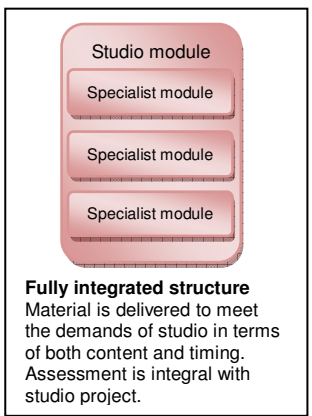 Studio module
Specialist module
Specialist module
Specialist module
Fully integrated structure
Material is delivered to meet
the demands of studio in terms
of both content and timing.
Assessment is integral with
studio project.